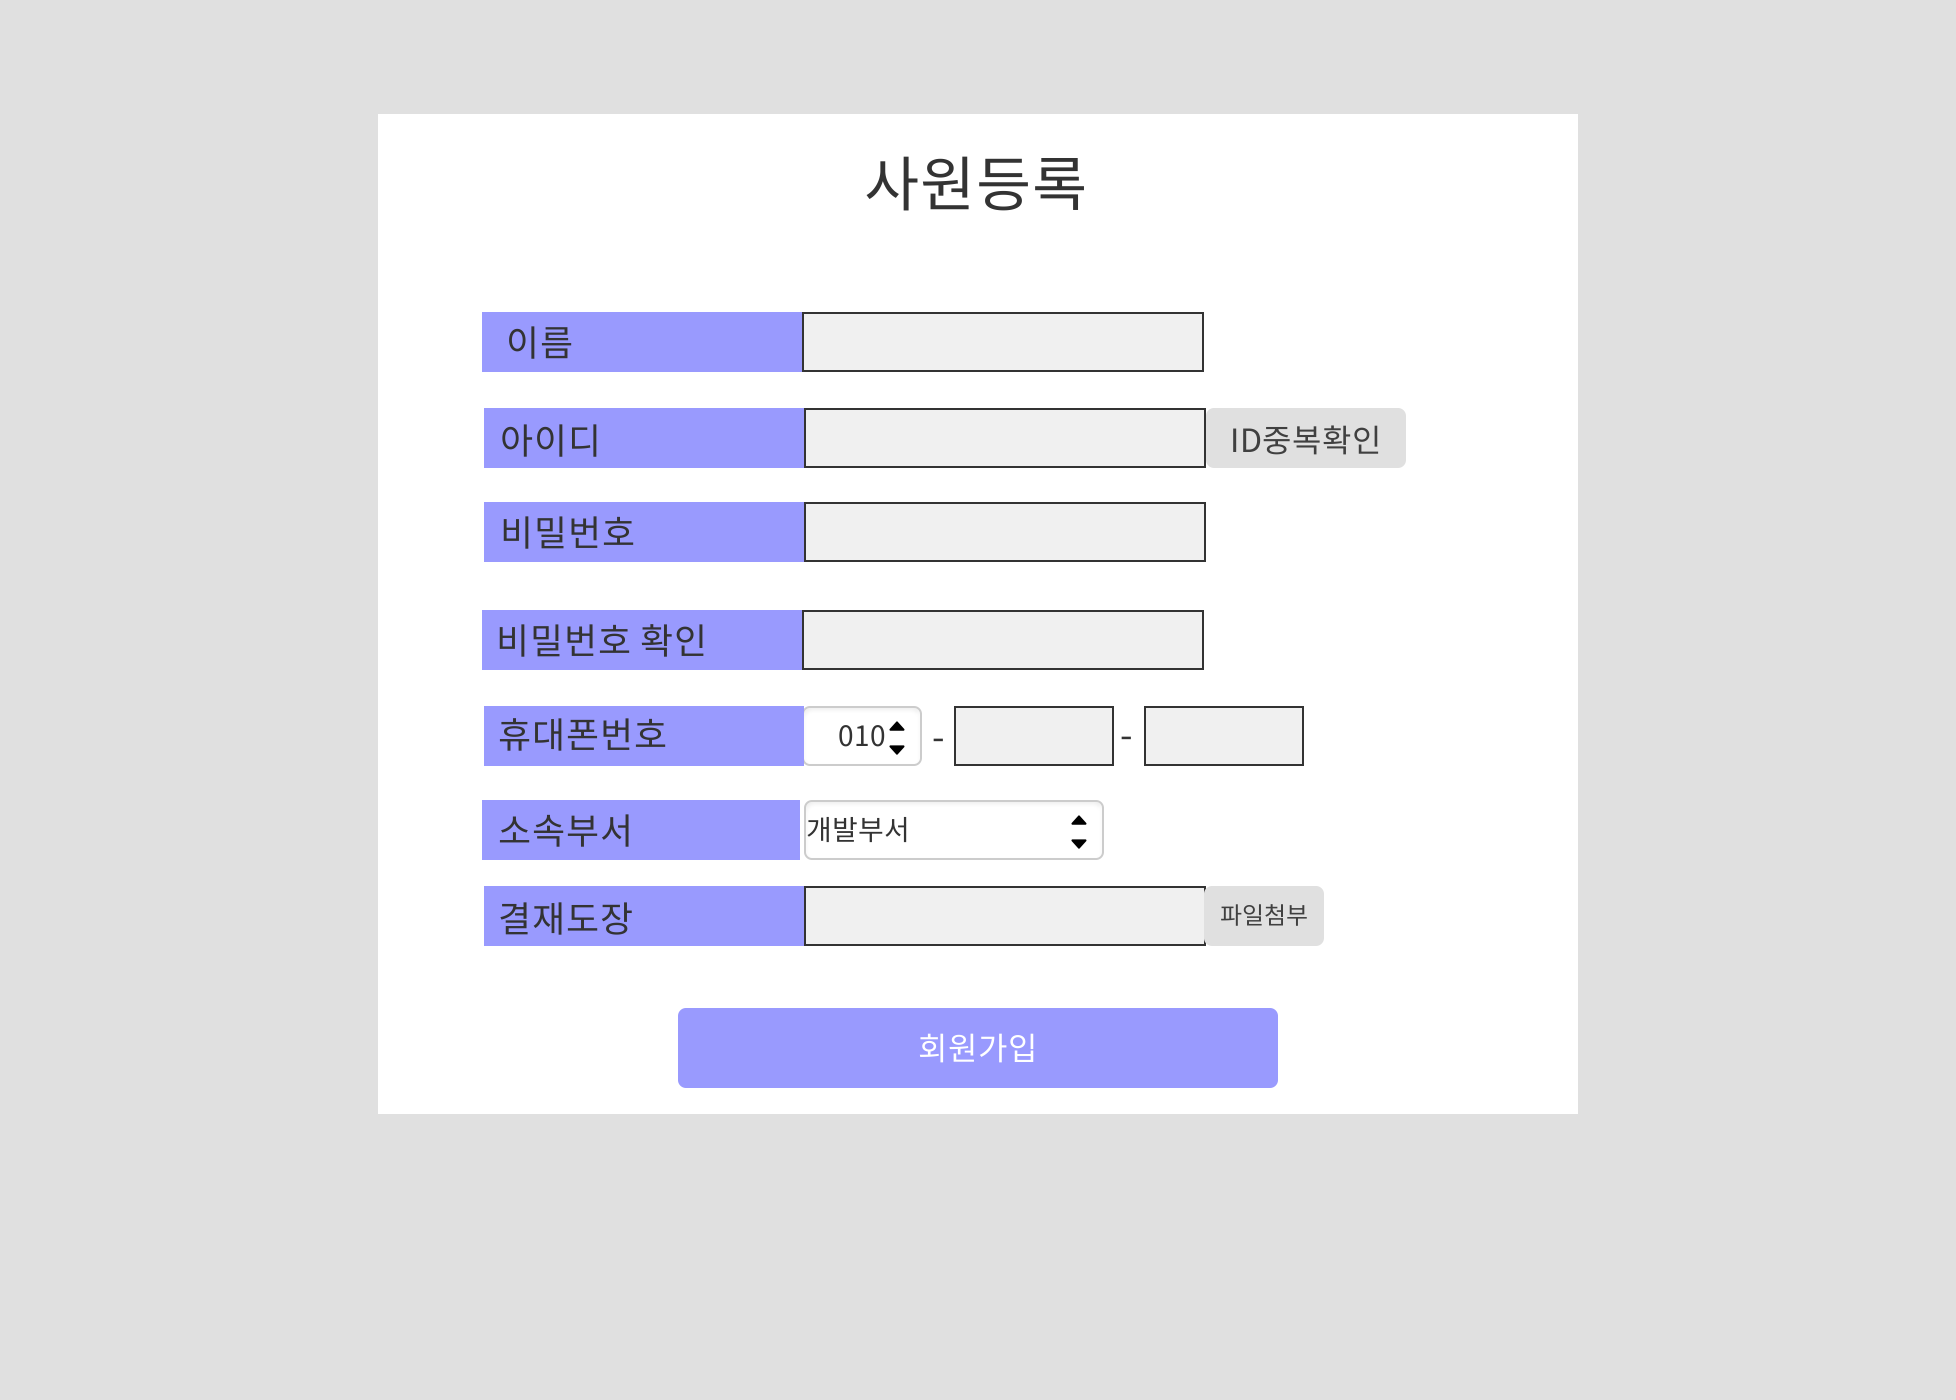 사원등록
이름
아이디 ID중복확인
비밀번호
비밀번호 확인
휴대폰번호 010 - -
소속부서 개발부서
결재도장 파일첨부
회원가입